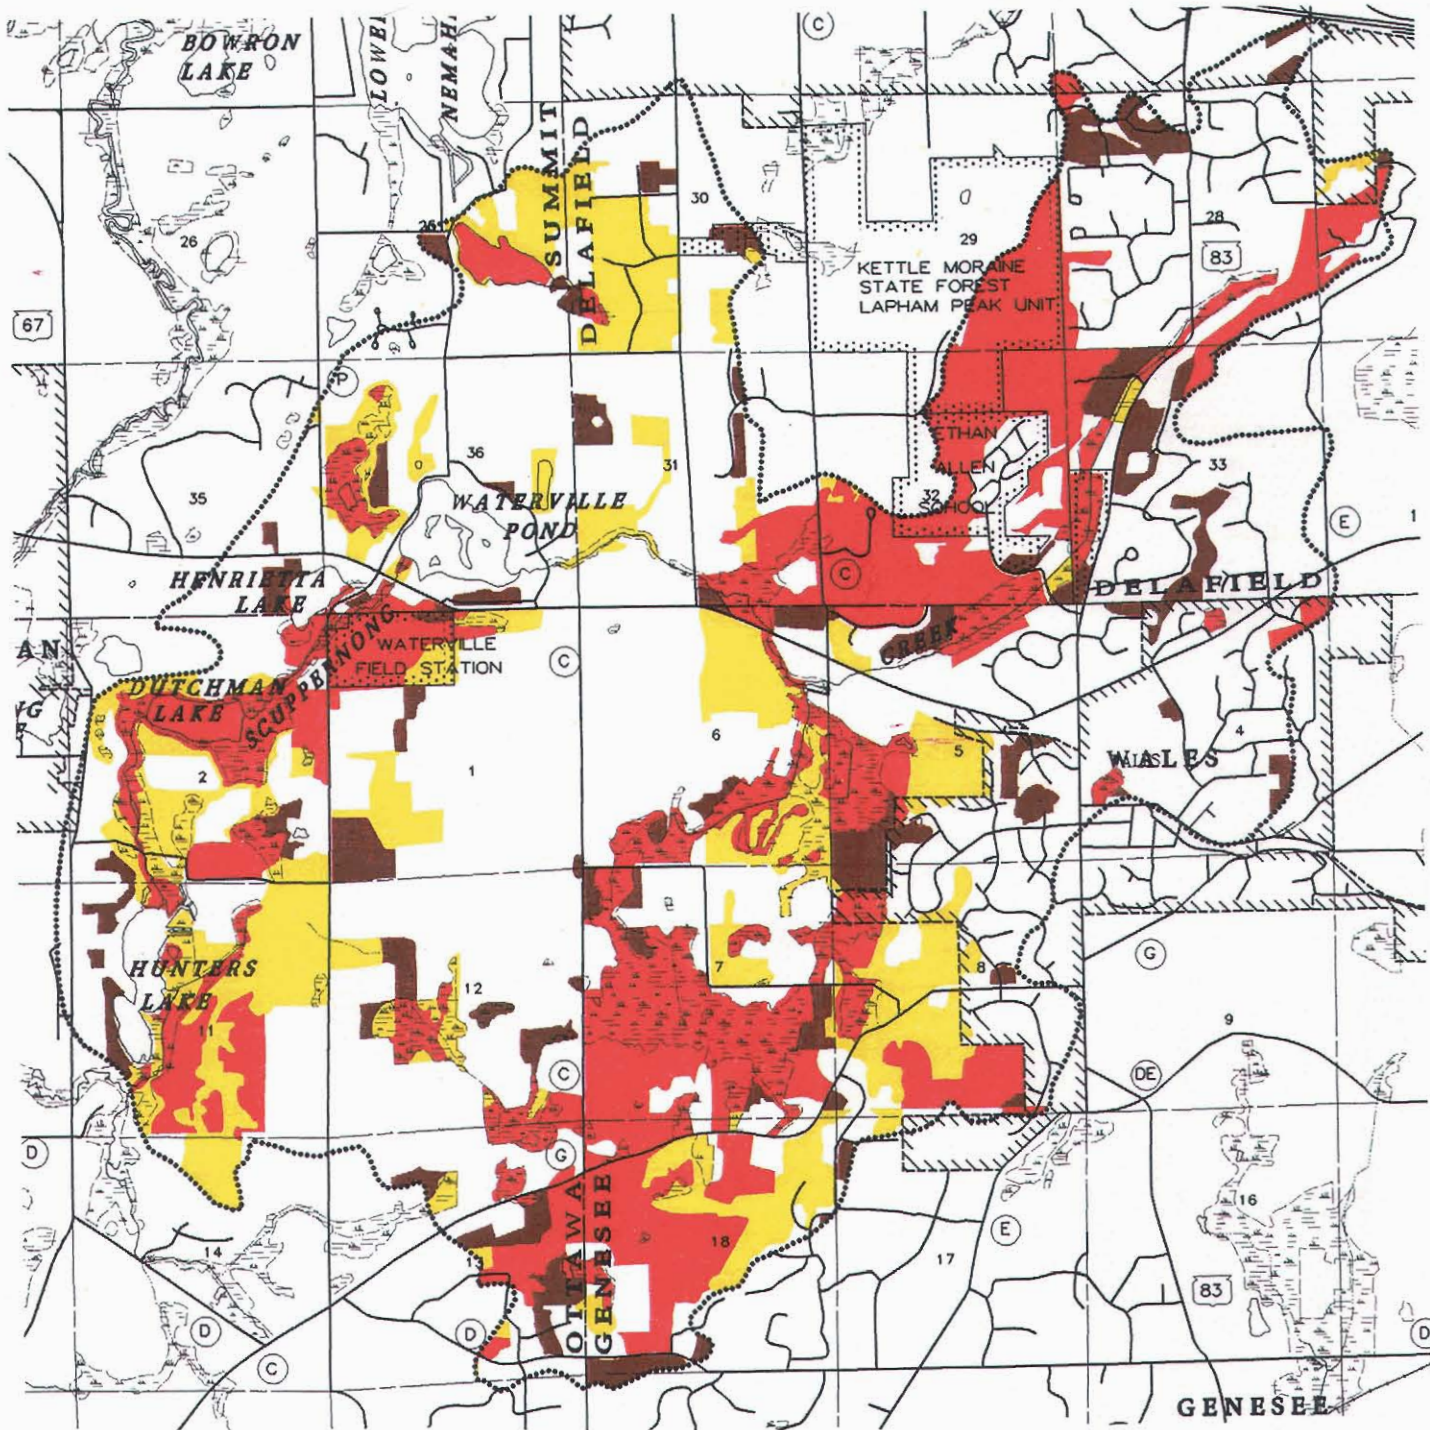 BOWRON
LAKE
NEMAH
C
SUMMIT
DELAFIELD
30
28
26
29
83
KETTLE MORAINE
STATE FOREST
LAPHAM PEAK UNIT
67
P
ETHAN
ALLEN
SCHOOL
36
31
32
33
35
WATERVILLE
POND
E
1
C
HENRIETTA
LAKE
DELAFIELD
SCUPPERNONG
CREEK
WATERVILLE
FIELD STATION
C
AN
DUTCHMAN
LAKE
6
5
4
WALES
2
1
G
HUNTERS
LAKE
7
8
12
11
9
C
DE
D
G
OTTAWA
GENESEE
16
E
18
14
13
17
83
D
D
D
C
GENESEE